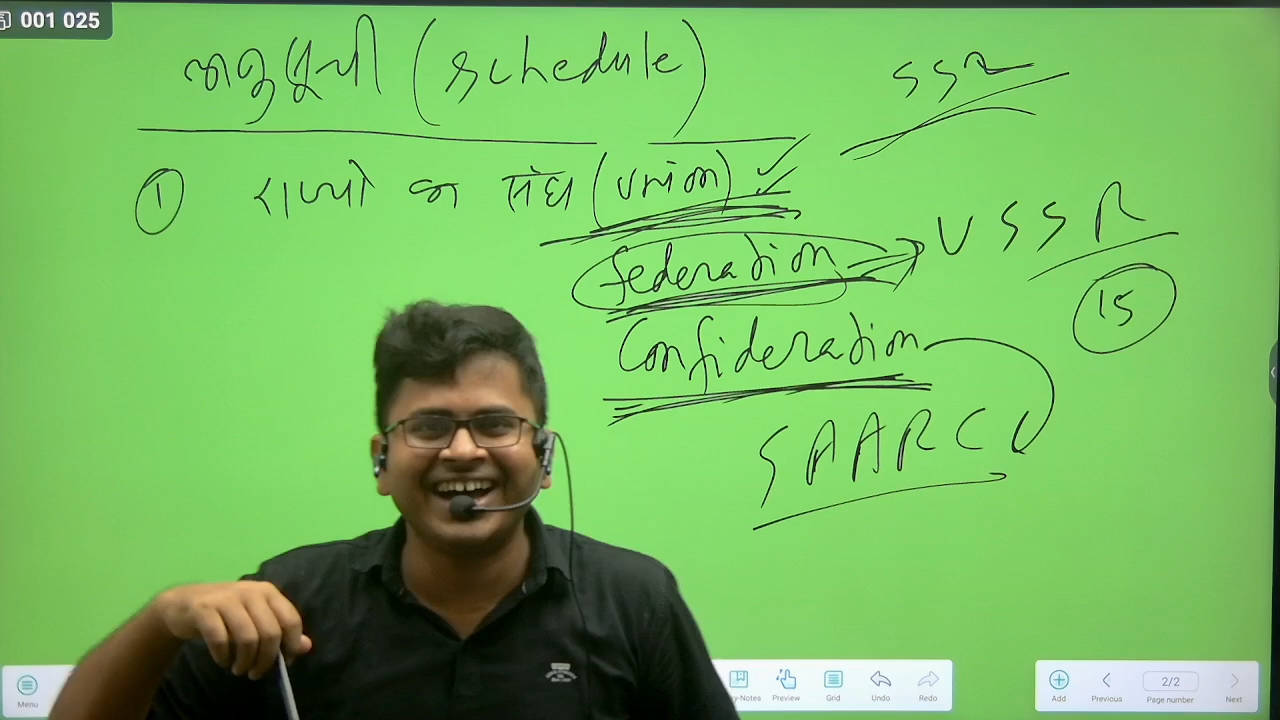 001 025
अनुसूची (schedule)
SSR
① राज्यो का संघ (Union)
federation ⇒ USSR
15
Confideration
SAARC
Menu
y-Notes Preview Grid Undo Redo
Add Previous 2/2 Page number Next